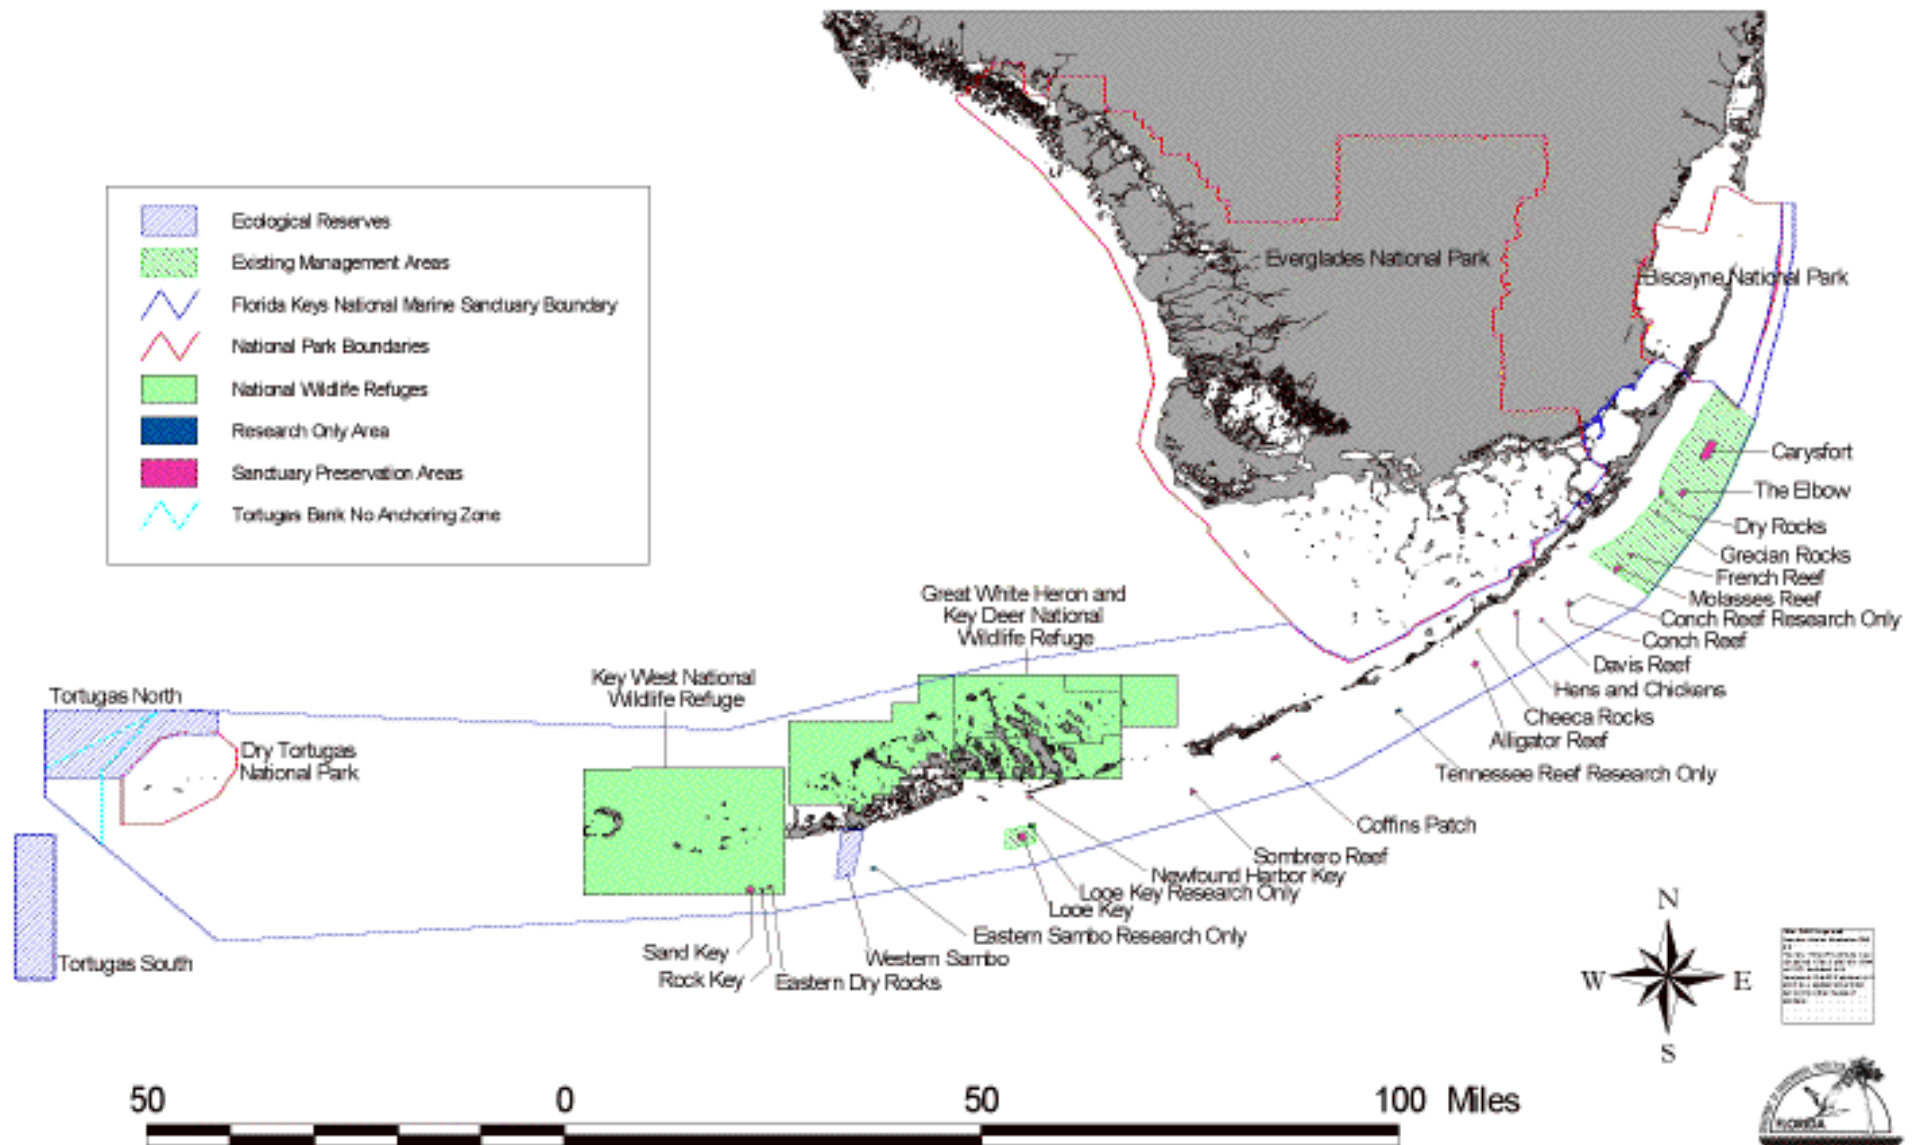 Ecological Reserves
Existing Management Areas
Florida Keys National Marine Sanctuary Boundary
National Park Boundaries
National Wildlife Refuges
Research Only Area
Sanctuary Preservation Areas
Tortugas Bank No Anchoring Zone
Everglades National Park
Biscayne National Park
Carysfort
The Elbow
Dry Rocks
Grecian Rocks
French Reef
Molasses Reef
Conch Reef Research Only
Conch Reef
Davis Reef
Hens and Chickens
Cheeca Rocks
Alligator Reef
Tennessee Reef Research Only
Coffins Patch
Sombrero Reef
Newfound Harbor Key
Looe Key Research Only
Looe Key
Eastern Sambo Research Only
Western Sambo
Great White Heron and
Key Deer National
Wildlife Refuge
Key West National
Wildlife Refuge
Tortugas North
Dry Tortugas
National Park
Tortugas South
Sand Key
Rock Key
Eastern Dry Rocks
N
W
E
S
50
0
50
100 Miles
FLORIDA